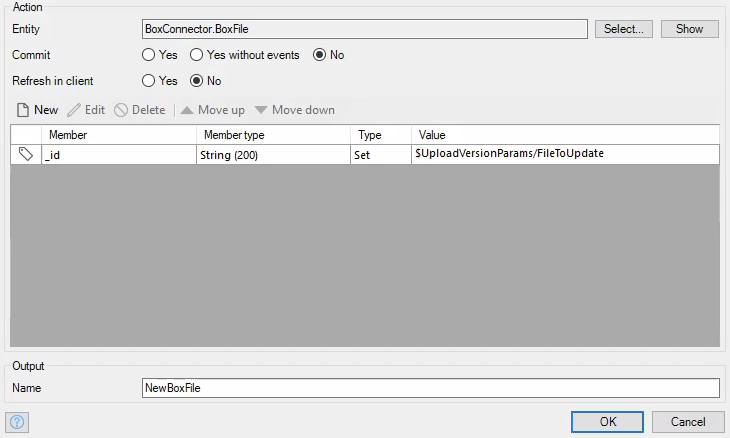 Action
Entity BoxConnector.BoxFile Select... Show
Commit Yes Yes without events No
Refresh in client Yes No
New Edit Delete Move up Move down
Member Member type Type Value
_id String (200) Set $UploadVersionParams/FileToUpdate
Output
Name NewBoxFile
? OK Cancel